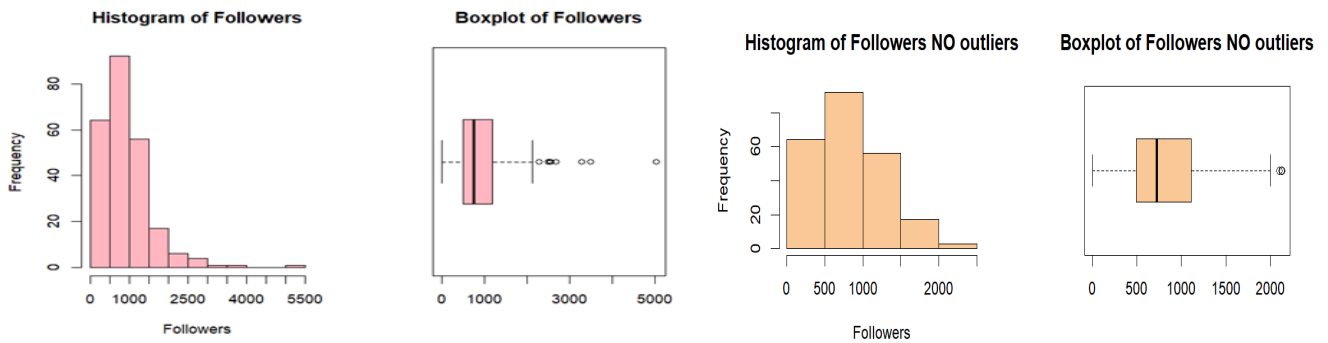 Histogram of Followers
Frequency
0 20 40 60 80
0 1000 2500 4000 5500
Followers
Boxplot of Followers
0 1000 3000 5000
Histogram of Followers NO outliers
Frequency
0 20 60
0 500 1000 2000
Followers
Boxplot of Followers NO outliers
0 500 1000 1500 2000